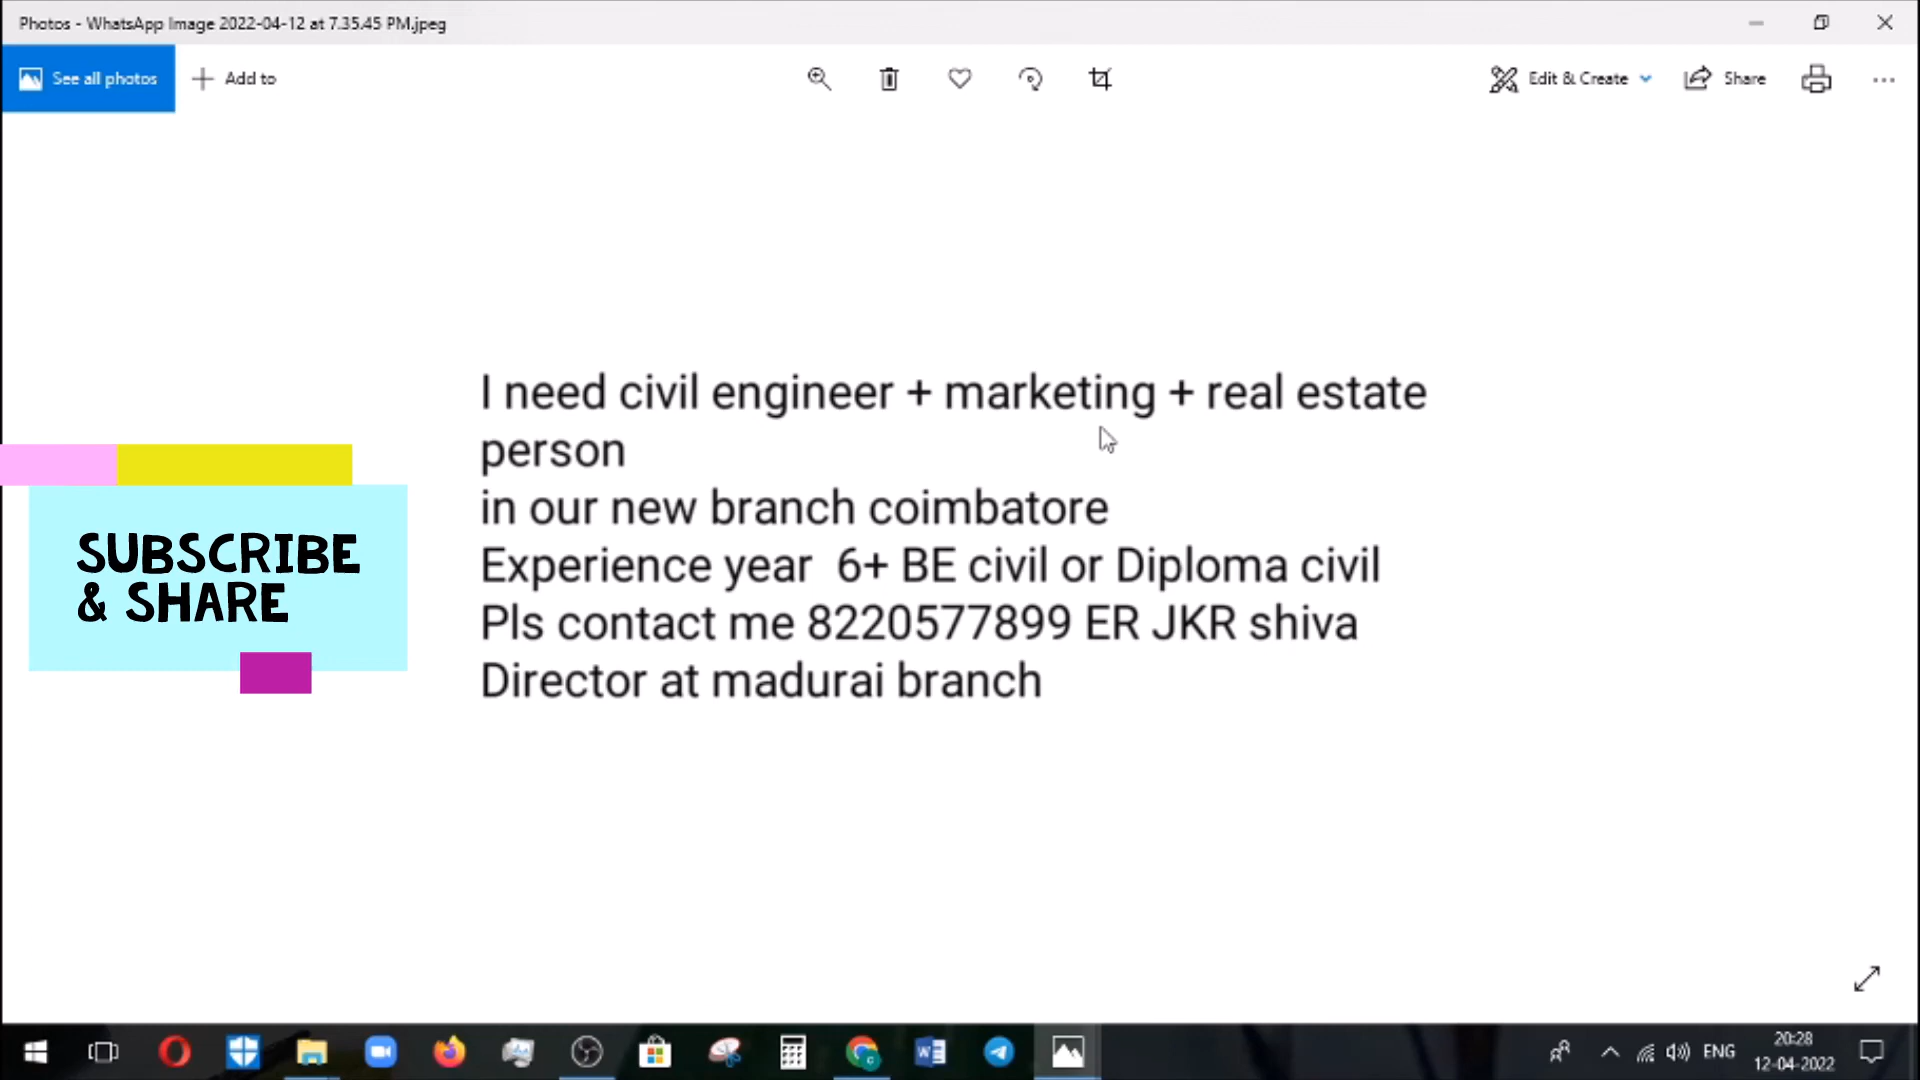 Photos - WhatsApp Image 2022-04-12 at 7.35.45 PM.jpeg
See all photos
Add to
Edit & Create
Share
I need civil engineer + marketing + real estate
person
in our new branch coimbatore
Experience year 6+ BE civil or Diploma civil
Pls contact me 8220577899 ER JKR shiva
Director at madurai branch
SUBSCRIBE
& SHARE
ENG
20:28
12-04-2022